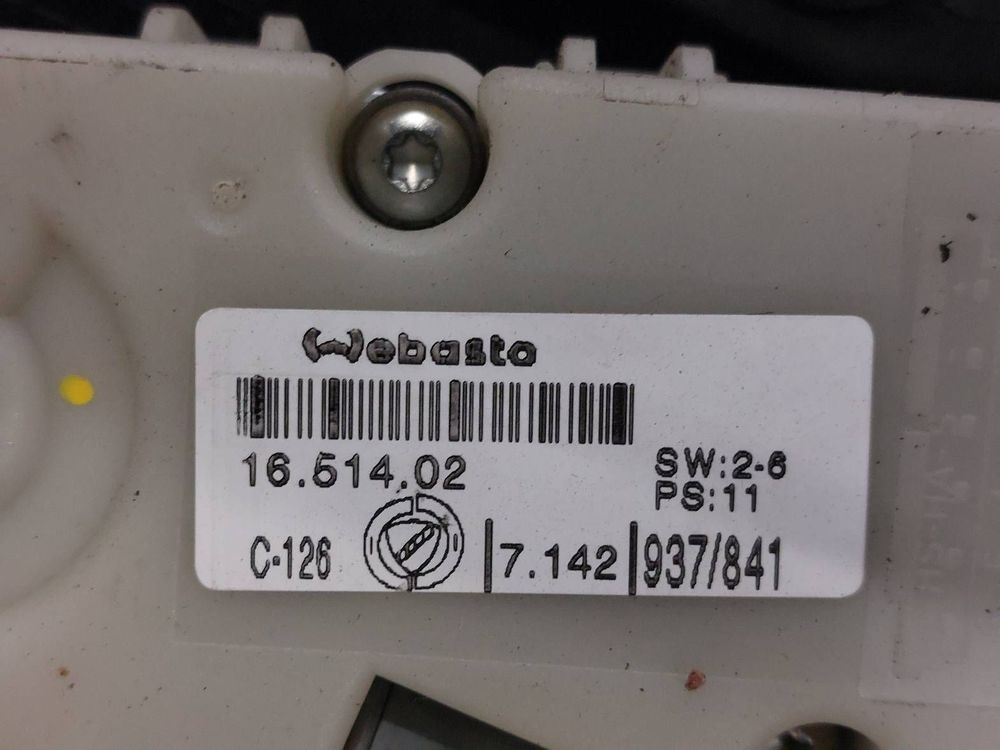 Webasto
16.514.02
SW:2-6
PS:11
C-126
7.142
937/841